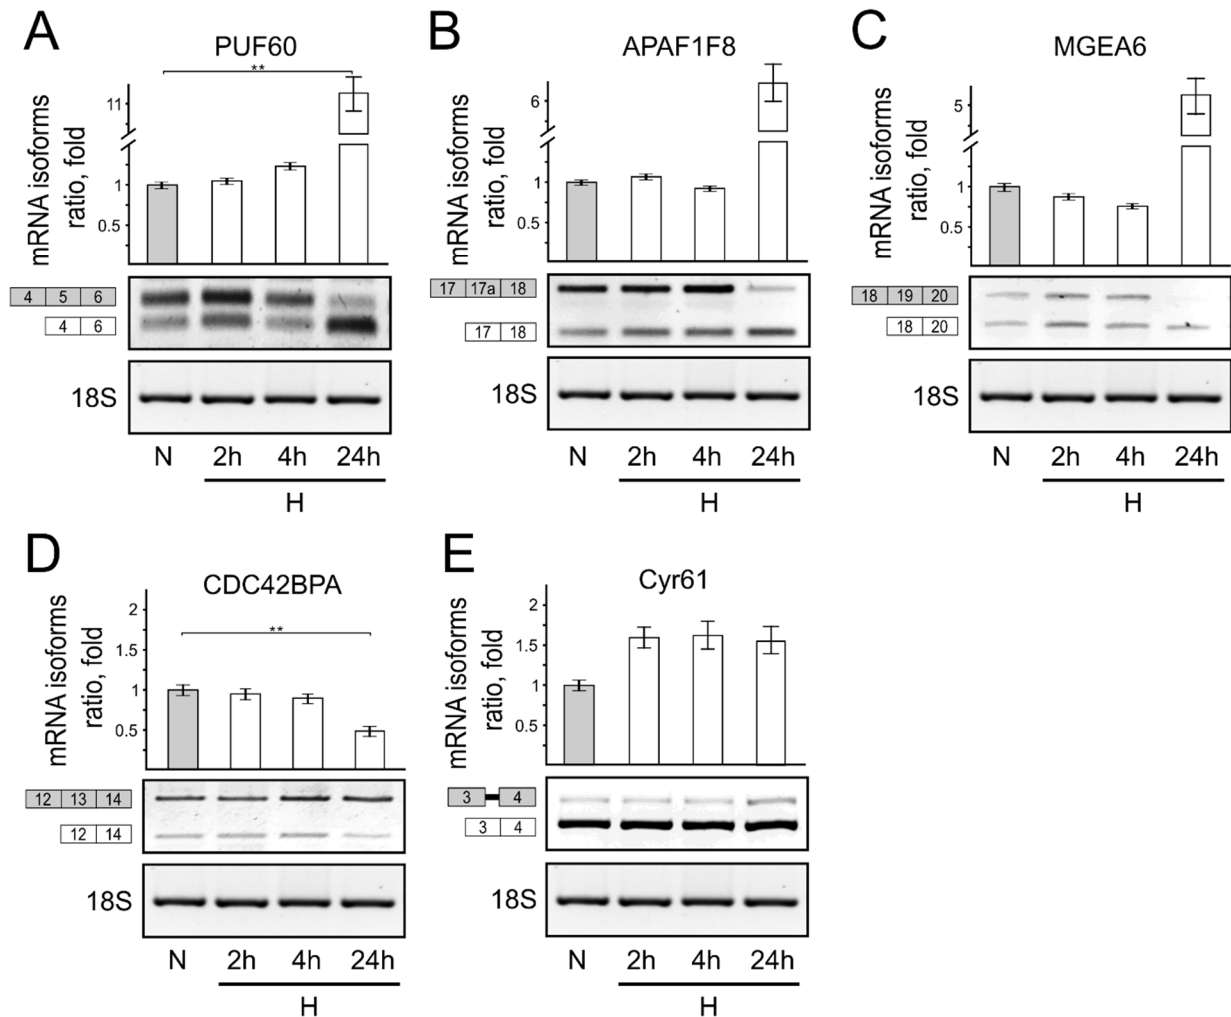 A
PUF60
**
mRNA isoforms
ratio, fold
11
1
0.5
4 5 6
4 6
18S
N 2h 4h 24h
H
B
APAF1F8
mRNA isoforms
ratio, fold
6
1
0.5
17 17a 18
17 18
18S
N 2h 4h 24h
H
C
MGEA6
mRNA isoforms
ratio, fold
5
1
0.5
18 19 20
18 20
18S
N 2h 4h 24h
H
D
CDC42BPA
**
mRNA isoforms
ratio, fold
2
1.5
1
0.5
12 13 14
12 14
18S
N 2h 4h 24h
H
E
Cyr61
mRNA isoforms
ratio, fold
2
1.5
1
0.5
3 4
3 4
18S
N 2h 4h 24h
H